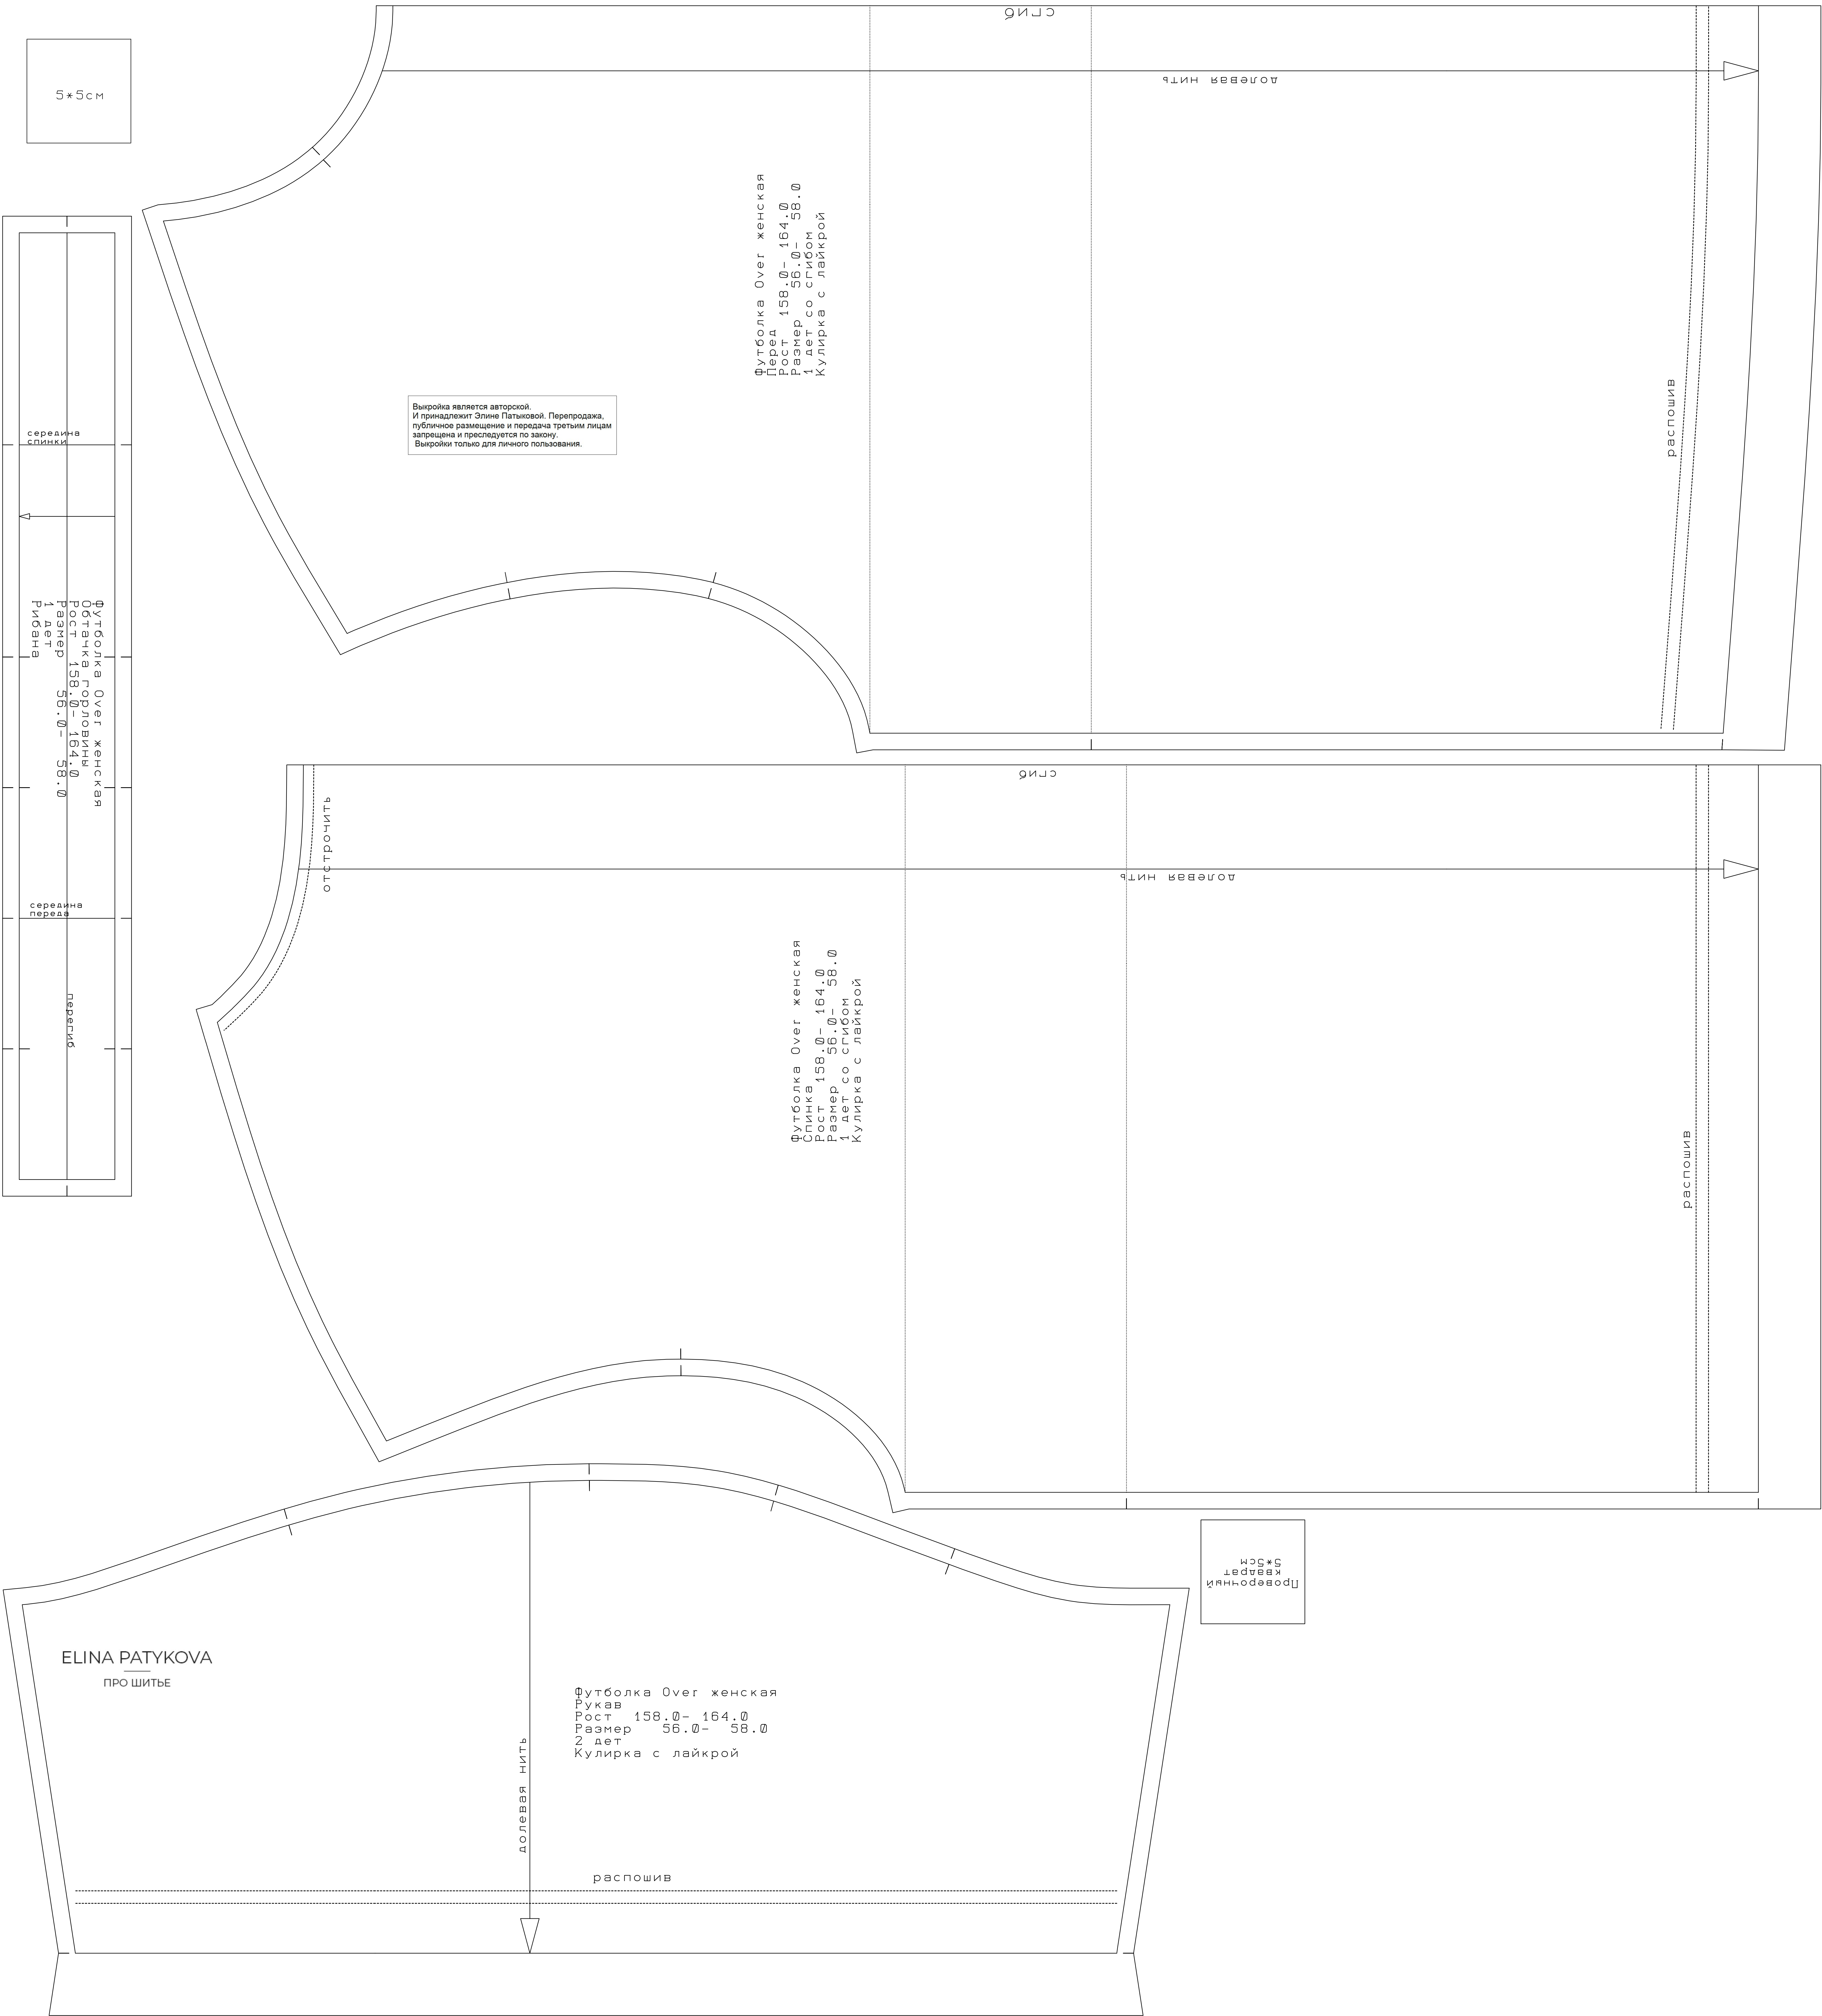 сгиб
5*5см
долевая нить
Футболка Over женская
Перед
Рост 158.0- 164.0
Размер 56.0- 58.0
1 дет со сгибом
Кулирка с лайкрой
Выкройка является авторской.
И принадлежит Элине Патыковой. Перепродажа,
публичное размещение и передача третьим лицам
запрещена и преследуется по закону.
Выкройки только для личного пользования.
распошив
середина
спинки
Футболка Over женская
Обтачка горловины
Рост 158.0- 164.0
Размер 56.0- 58.0
1 дет
Рибана
середина
переда
перегиб
сгиб
отстрочить
долевая нить
Футболка Over женская
Спинка
Рост 158.0- 164.0
Размер 56.0- 58.0
1 дет со сгибом
Кулирка с лайкрой
распошив
Проверочный
квадрат
5*5см
ELINA PATYKOVA
ПРО ШИТЬЕ
Футболка Over женская
Рукав
Рост 158.0- 164.0
Размер 56.0- 58.0
2 дет
Кулирка с лайкрой
долевая нить
распошив